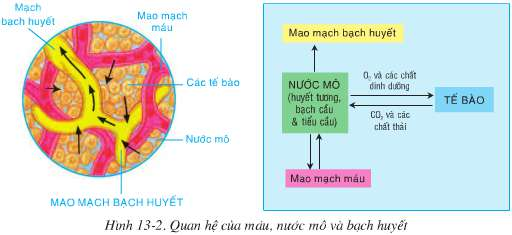 Mạch
bạch huyết
Mao mạch
máu
Các tế bào
Nước mô
MAO MẠCH BẠCH HUYẾT
Mao mạch bạch huyết
NƯỚC MÔ
(huyết tương,
bạch cầu
& tiểu cầu)
O₂ và các chất
dinh dưỡng
CO₂ và các
chất thải
TẾ BÀO
Mao mạch máu
Hình 13-2. Quan hệ của máu, nước mô và bạch huyết